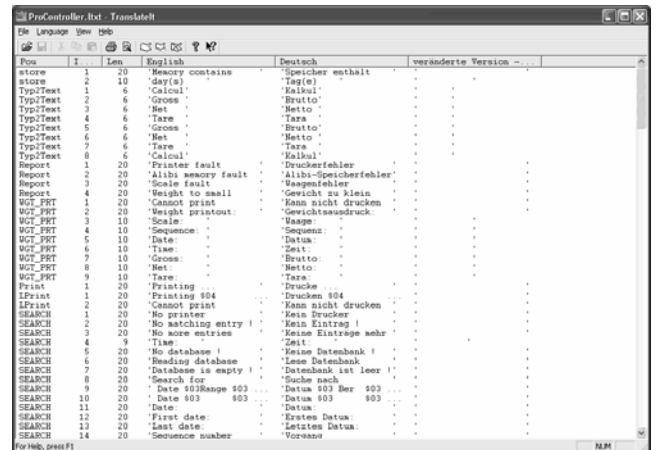 ProController.ltxt - TranslateIt
File Language View Help
Pou I... Len English Deutsch veränderte Version -...
store 1 20 'Memory contains ' 'Speicher enthält ' ' '
store 2 10 'day(s) ' 'Tag(e) ' ' '
Typ2Text 1 6 'Calcul' 'Kalkul' ' '
Typ2Text 2 6 'Gross ' 'Brutto' ' '
Typ2Text 3 6 'Net ' 'Netto ' ' '
Typ2Text 4 6 'Tare ' 'Tara ' ' '
Typ2Text 5 6 'Gross ' 'Brutto' ' '
Typ2Text 6 6 'Net ' 'Netto ' ' '
Typ2Text 7 6 'Tare ' 'Tara ' ' '
Typ2Text 8 6 'Calcul' 'Kalkul' ' '
Report 1 20 'Printer fault ' 'Druckerfehler ' ' '
Report 2 20 'Alibi memory fault ' 'Alibi-Speicherfehler' ' '
Report 3 20 'Scale fault ' 'Waagenfehler ' ' '
Report 4 20 'Weight to small ' 'Gewicht zu klein ' ' '
WGT_PRT 1 20 'Cannot print ' 'Kann nicht drucken ' ' '
WGT_PRT 2 20 'Weight printout: ' 'Gewichtsausdruck: ' ' '
WGT_PRT 3 10 'Scale: ' 'Waage: ' ' '
WGT_PRT 4 10 'Sequence: ' 'Sequenz: ' ' '
WGT_PRT 5 10 'Date: ' 'Datum: ' ' '
WGT_PRT 6 10 'Time: ' 'Zeit: ' ' '
WGT_PRT 7 10 'Gross: ' 'Brutto: ' ' '
WGT_PRT 8 10 'Net: ' 'Netto: ' ' '
WGT_PRT 9 10 'Tare: ' 'Tara: ' ' '
Print 1 20 'Printing ... ' 'Drucke ... ' ' '
LPrint 1 20 'Printing $04 ... 'Drucken $04 ... ' '
LPrint 2 20 'Cannot print ' 'Kann nicht drucken ' ' '
SEARCH 1 20 'No printer ' 'Kein Drucker ' ' '
SEARCH 2 20 'No matching entry ! ' 'Kein Eintrag ! ' ' '
SEARCH 3 20 'No more entries ' 'Keine Einträge mehr ' ' '
SEARCH 4 9 'Time: ' 'Zeit: ' ' '
SEARCH 5 20 'No database ! ' 'Keine Datenbank ! ' ' '
SEARCH 6 20 'Reading database ' 'Lese Datenbank ' ' '
SEARCH 7 20 'Database is empty ! ' 'Datenbank ist leer !' ' '
SEARCH 8 20 'Search for ' 'Suche nach ' ' '
SEARCH 9 20 ' Date $03Range $03 ... 'Datum $03 Ber $03 ... ' '
SEARCH 10 20 ' Date $03 $03 ... 'Datum $03 $03 ... ' '
SEARCH 11 20 'Date: ' 'Datum: ' ' '
SEARCH 12 20 'First date: ' 'Erstes Datum: ' ' '
SEARCH 13 20 'Last date: ' 'Letztes Datum: ' ' '
SEARCH 14 20 'Sequence number ' 'Vorgang ' ' '
For Help, press F1 NUM